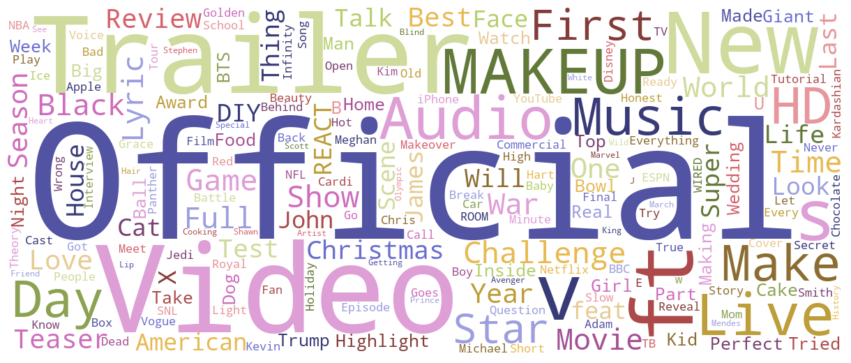 NBA
See
Golden
School
Review
Talk
Best
Face
First
Made
Giant
Trailer
New
Week
Voice
Bad
Tour
Stephen
Thing
Infinity
Man
Blind
Watch
TV
Last
Play
Ice
Big
BTS
Song
Open
Kim
Old
MAKEUP
Disney
World
Season
Apple
Lyric
White
Ready
Tutorial
Kardashian
Black
Award
DIY
Beauty
Behind
REACT
B
Home
Audio
iPhone
YouTube
Music
Honest
U
HD
Heart
Grace
Film
Special
Food
Back
Scott
Hot
Meghan
Makeover
Commercial
Top
Everything
Life
Never
House
Wrong
Interview
Official
Hair
Panther
Red
Game
NFL
Cardi
Show
Olympic
Scene
James
High
Hart
Baby
Will
One
Bowl
Marvel
Wild
J
ESPN
WIRED
Super
Wedding
Time
Look
Chocolate
Night
Ball
Cat
Battle
Full
John
Go
Chris
War
Break
Car
ROOM
Final
Real
Try
March
Let
Every
s
Theory
Cast
Jedi
Cooking
Shawn
Artist
Call
Minute
King
True
Making
Cover
Secret
Love
Got
Meet
Test
Christmas
Challenge
People
X
Royal
Dog
Fan
Holiday
Getting
Boy
Inside
Netflix
BBC
ft
E
W
Make
Friend
Lip
Video
Goes
Avenger
Year
V
Girl
Slow
Part
Reveal
Story
Cake
Smith
Day
Take
Light
Episode
Prince
Question
feat
Live
History
Know
Box
Vogue
SNL
Star
Adam
Mom
Mendes
Teaser
Dead
American
Kevin
Trump
Highlight
Michael
Short
Movie
TB
Kid
Perfect
Tried